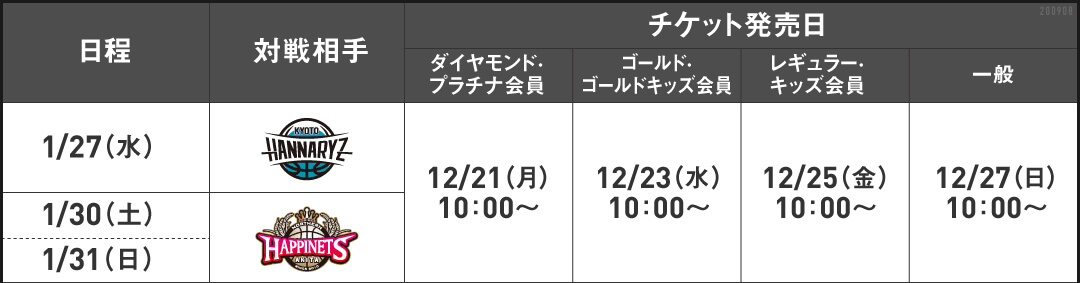 200908
日程
対戦相手
チケット発売日
ダイヤモンド・
プラチナ会員
ゴールド・
ゴールドキッズ会員
レギュラー・
キッズ会員
一般
1/27（水）
KYOTO
HANNARYZ
1/30（土）
1/31（日）
HAPPINETS
AKITA
12/21（月）
10：00～
12/23（水）
10：00～
12/25（金）
10：00～
12/27（日）
10：00～